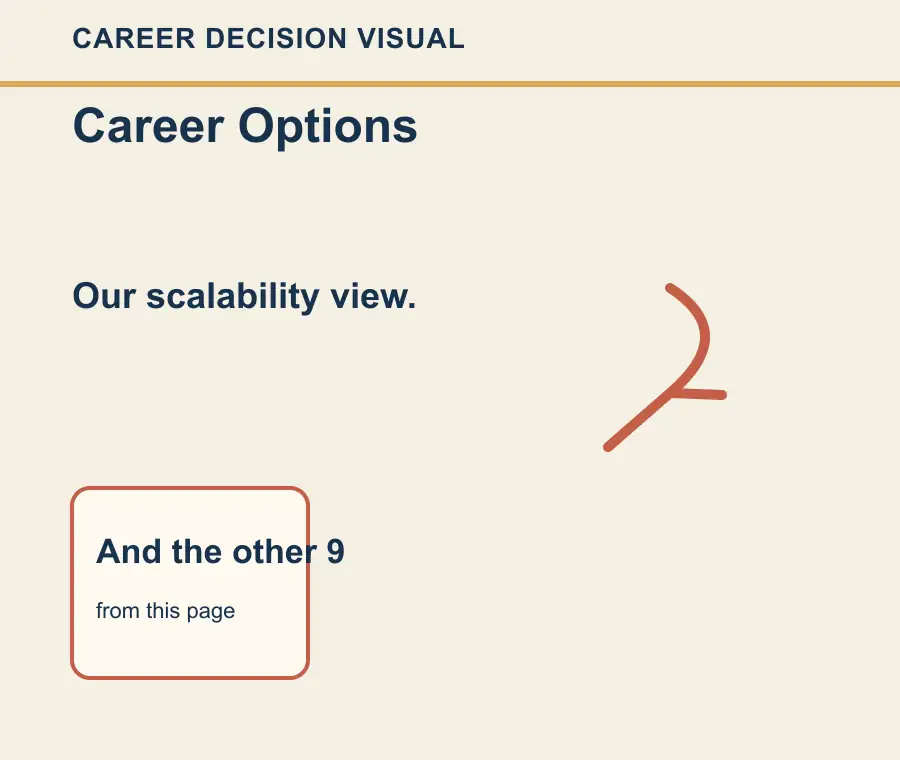 CAREER DECISION VISUAL
Career Options
Our scalability view.
And the other 9
from this page